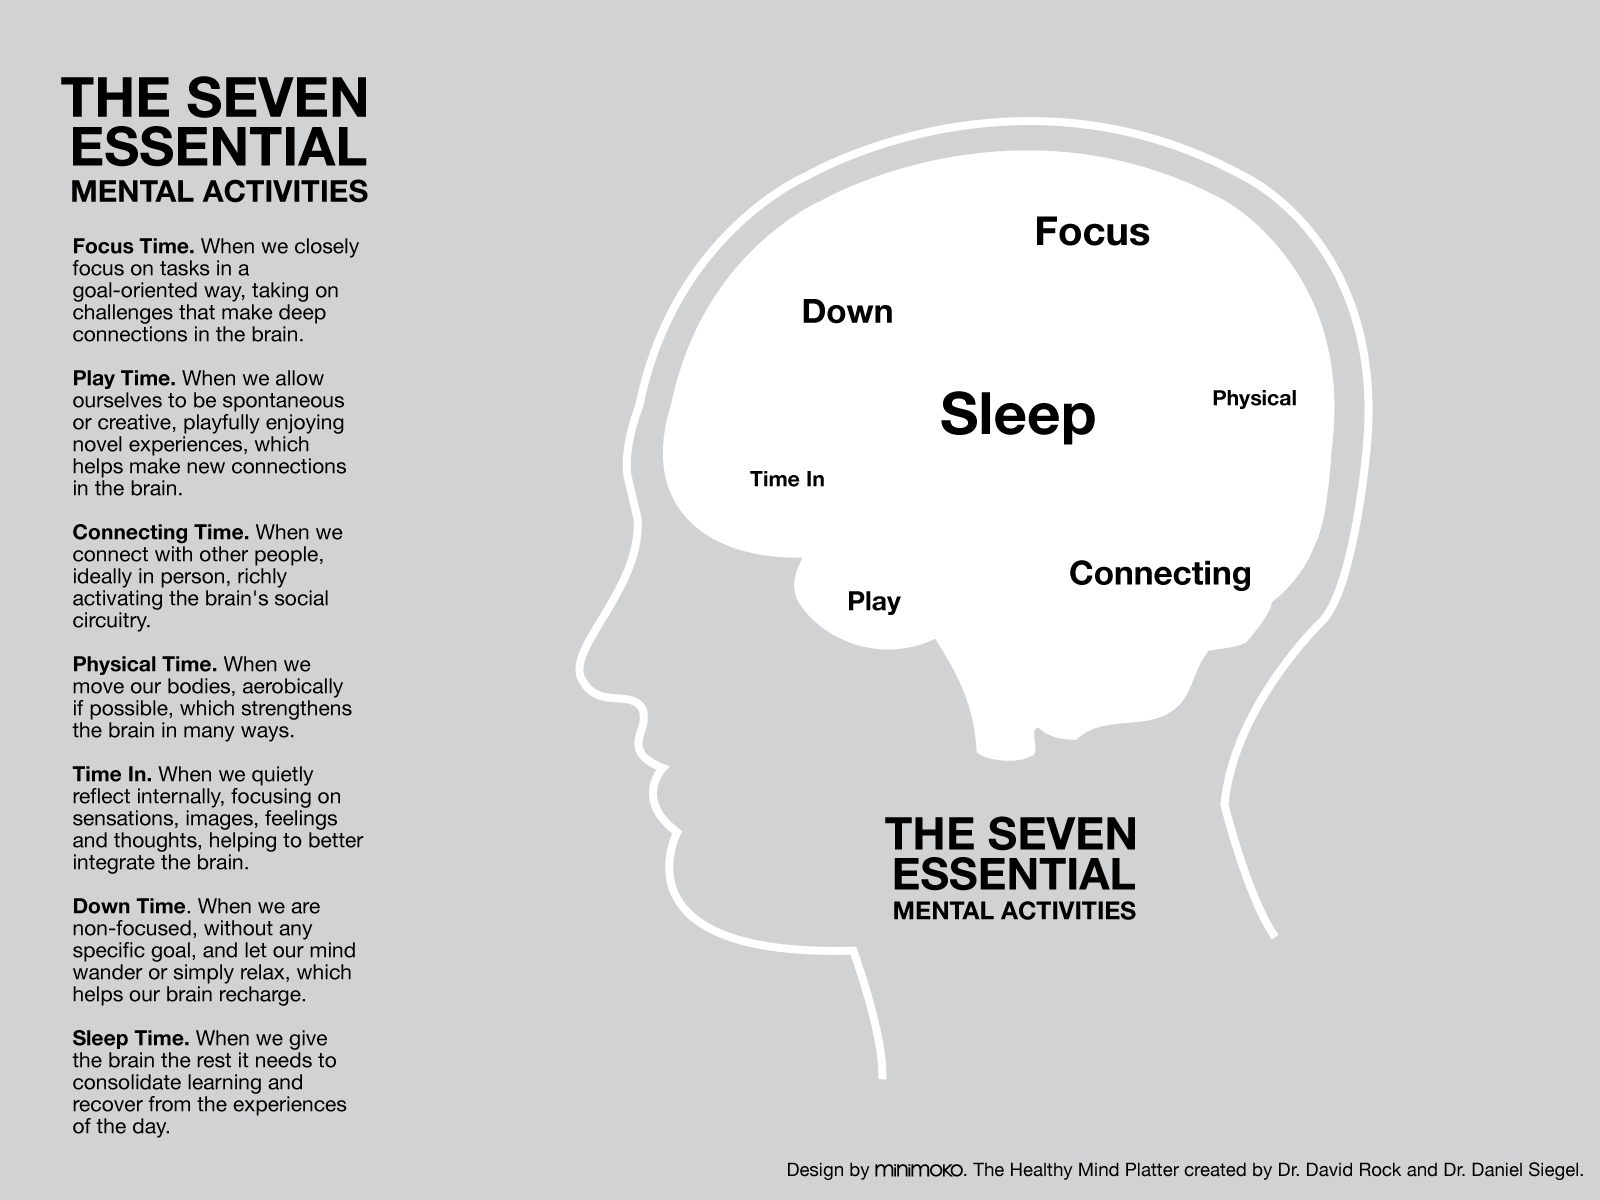 THE SEVEN
ESSENTIAL
MENTAL ACTIVITIES
Focus Time. When we closely
focus on tasks in a
goal-oriented way, taking on
challenges that make deep
connections in the brain.
Play Time. When we allow
ourselves to be spontaneous
or creative, playfully enjoying
novel experiences, which
helps make new connections
in the brain.
Connecting Time. When we
connect with other people,
ideally in person, richly
activating the brain's social
circuitry.
Physical Time. When we
move our bodies, aerobically
if possible, which strengthens
the brain in many ways.
Time In. When we quietly
reflect internally, focusing on
sensations, images, feelings
and thoughts, helping to better
integrate the brain.
Down Time. When we are
non-focused, without any
specific goal, and let our mind
wander or simply relax, which
helps our brain recharge.
Sleep Time. When we give
the brain the rest it needs to
consolidate learning and
recover from the experiences
of the day.
Focus
Down
Sleep
Physical
Time In
Connecting
Play
THE SEVEN
ESSENTIAL
MENTAL ACTIVITIES
Design by minimoko. The Healthy Mind Platter created by Dr. David Rock and Dr. Daniel Siegel.